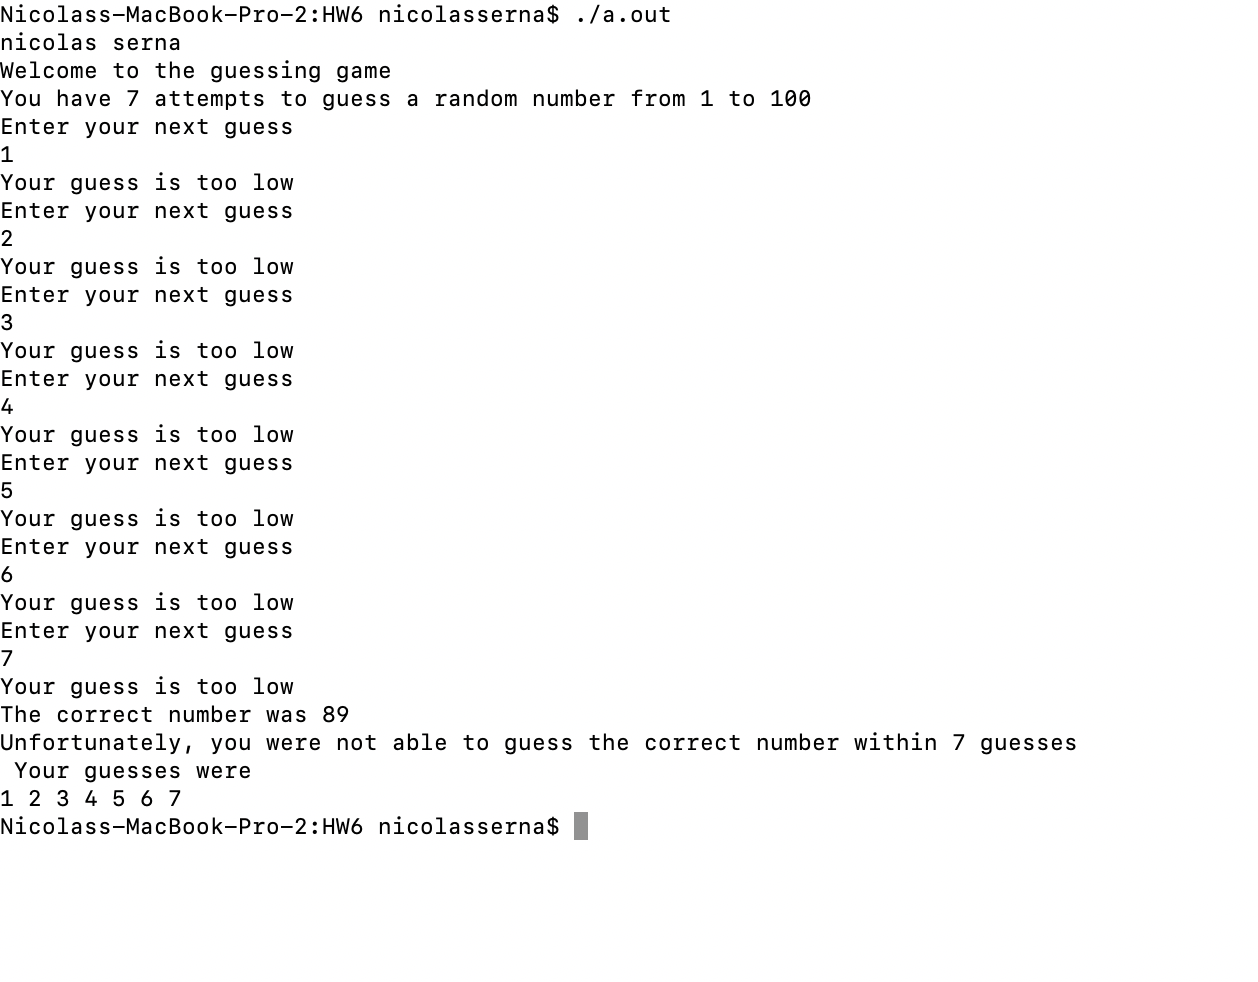 Nicolass-MacBook-Pro-2:HW6 nicolasserna$ ./a.out
nicolas serna
Welcome to the guessing game
You have 7 attempts to guess a random number from 1 to 100
Enter your next guess
1
Your guess is too low
Enter your next guess
2
Your guess is too low
Enter your next guess
3
Your guess is too low
Enter your next guess
4
Your guess is too low
Enter your next guess
5
Your guess is too low
Enter your next guess
6
Your guess is too low
Enter your next guess
7
Your guess is too low
The correct number was 89
Unfortunately, you were not able to guess the correct number within 7 guesses
 Your guesses were
1 2 3 4 5 6 7
Nicolass-MacBook-Pro-2:HW6 nicolasserna$